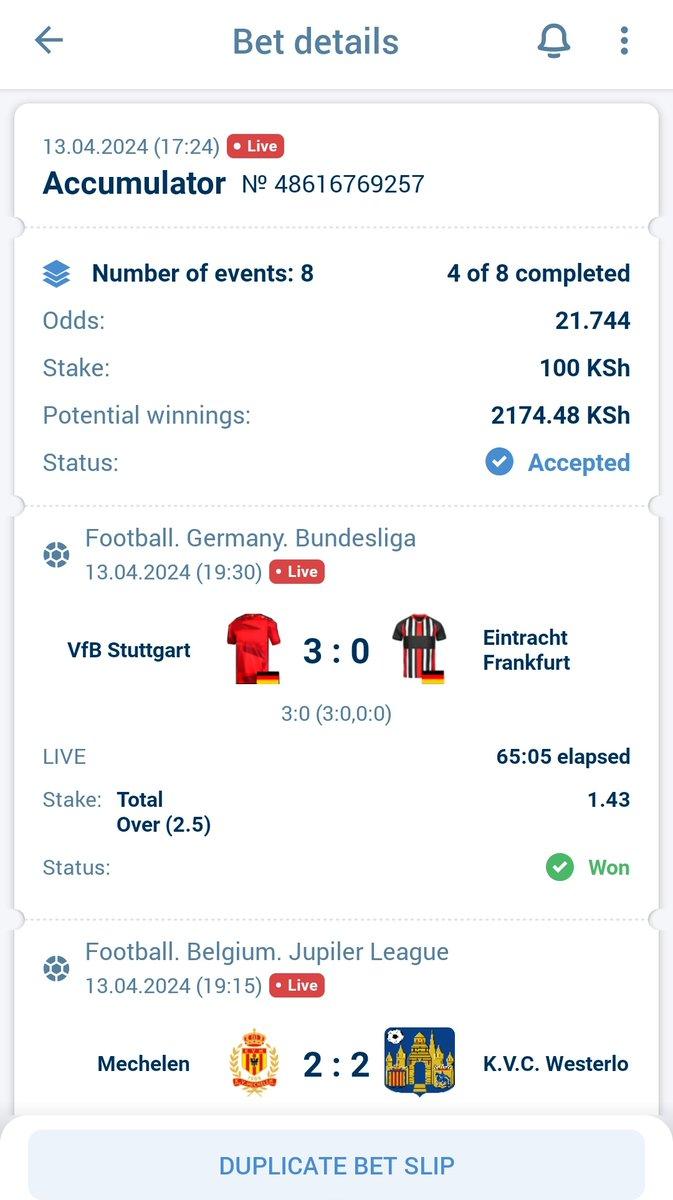 Bet details
13.04.2024 (17:24) • Live
Accumulator № 48616769257
Number of events: 8 4 of 8 completed
Odds: 21.744
Stake: 100 KSh
Potential winnings: 2174.48 KSh
Status: Accepted
Football. Germany. Bundesliga
13.04.2024 (19:30) • Live
VfB Stuttgart 3 : 0 Eintracht
Frankfurt
3:0 (3:0,0:0)
LIVE 65:05 elapsed
Stake: Total 1.43
Over (2.5)
Status: Won
Football. Belgium. Jupiler League
13.04.2024 (19:15) • Live
Mechelen 2 : 2 K.V.C. Westerlo
DUPLICATE BET SLIP